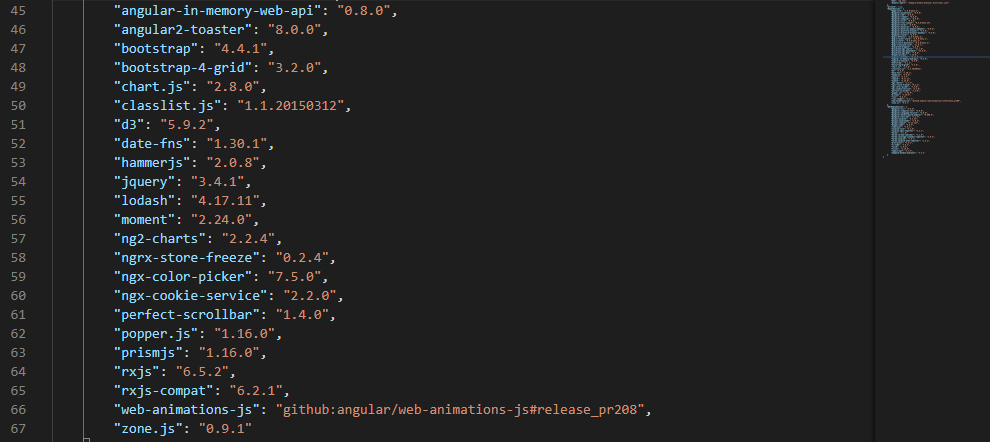 45 "angular-in-memory-web-api": "0.8.0",
46 "angular2-toaster": "8.0.0",
47 "bootstrap": "4.4.1",
48 "bootstrap-4-grid": "3.2.0",
49 "chart.js": "2.8.0",
50 "classlist.js": "1.1.20150312",
51 "d3": "5.9.2",
52 "date-fns": "1.30.1",
53 "hammerjs": "2.0.8",
54 "jquery": "3.4.1",
55 "lodash": "4.17.11",
56 "moment": "2.24.0",
57 "ng2-charts": "2.2.4",
58 "ngrx-store-freeze": "0.2.4",
59 "ngx-color-picker": "7.5.0",
60 "ngx-cookie-service": "2.2.0",
61 "perfect-scrollbar": "1.4.0",
62 "popper.js": "1.16.0",
63 "prismjs": "1.16.0",
64 "rxjs": "6.5.2",
65 "rxjs-compat": "6.2.1",
66 "web-animations-js": "github:angular/web-animations-js#release_pr208",
67 "zone.js": "0.9.1"